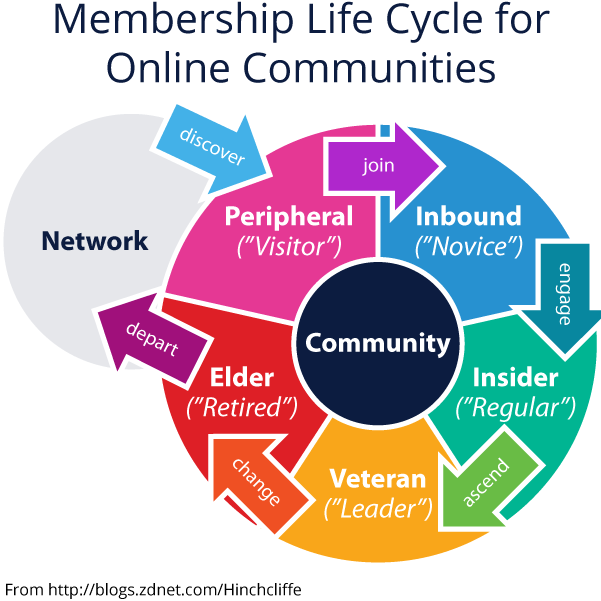 Membership Life Cycle for
Online Communities
discover
join
Network
Peripheral
("Visitor")
Inbound
("Novice")
engage
Community
depart
Elder
("Retired")
Insider
("Regular")
change
Veteran
("Leader")
ascend
From http://blogs.zdnet.com/Hinchcliffe